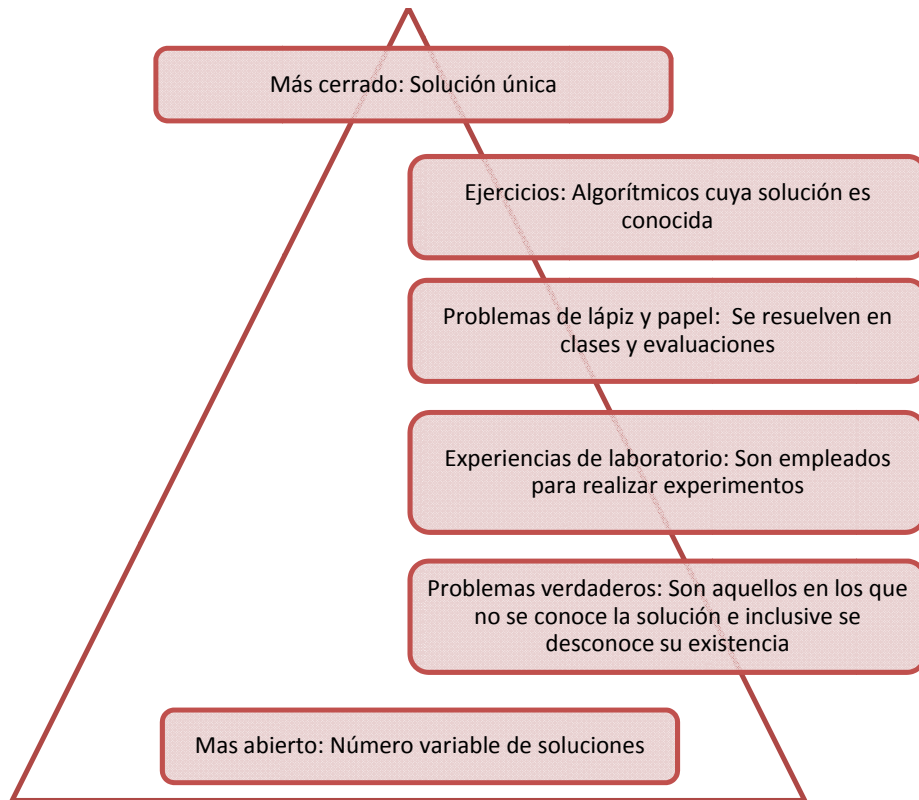 Más cerrado: Solución única
Ejercicios: Algorítmicos cuya solución es
conocida
Problemas de lápiz y papel: Se resuelven en
clases y evaluaciones
Experiencias de laboratorio: Son empleados
para realizar experimentos
Problemas verdaderos: Son aquellos en los que
no se conoce la solución e inclusive se
desconoce su existencia
Mas abierto: Número variable de soluciones